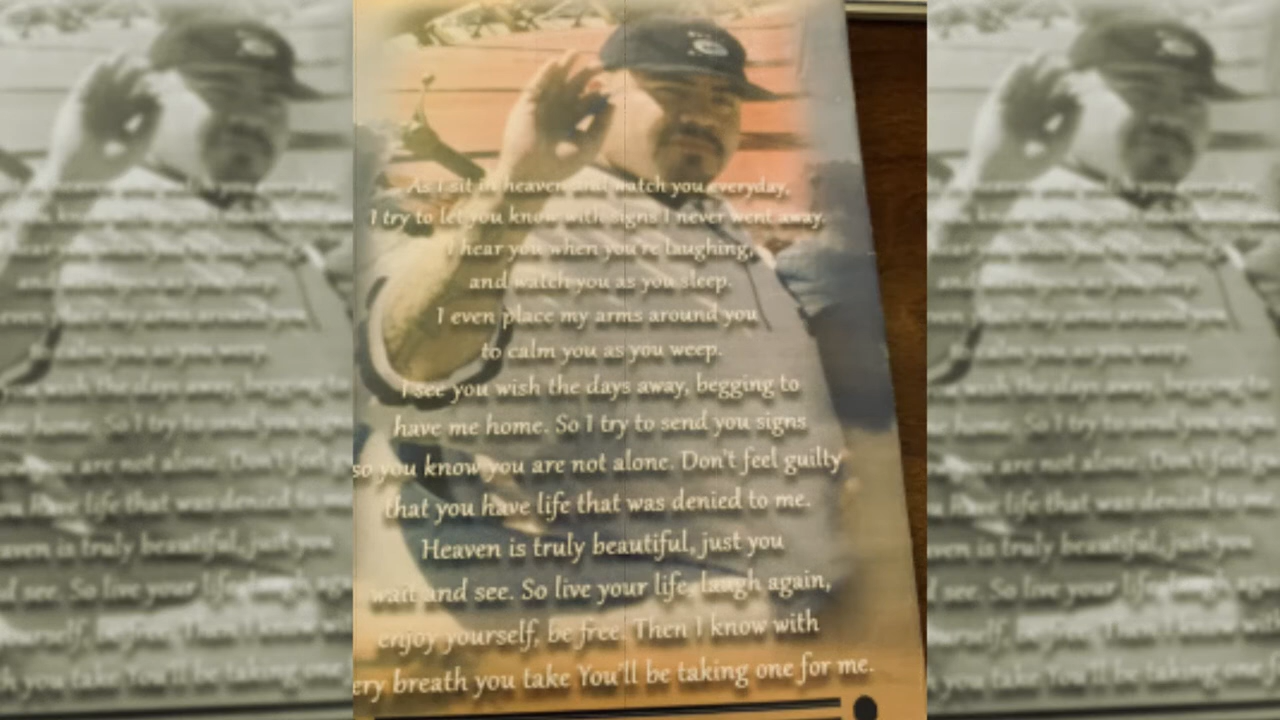 As I sit in heaven and watch you everyday,
I try to let you know with signs I never went away.
I hear you when you're laughing,
and watch you as you sleep.
I even place my arms around you
to calm you as you weep.
I see you wish the days away, begging to
have me home. So I try to send you signs
so you know you are not alone. Don't feel guilty
that you have life that was denied to me.
Heaven is truly beautiful, just you
wait and see. So live your life, laugh again,
enjoy yourself, be free. Then I know with
ery breath you take You'll be taking one for me.